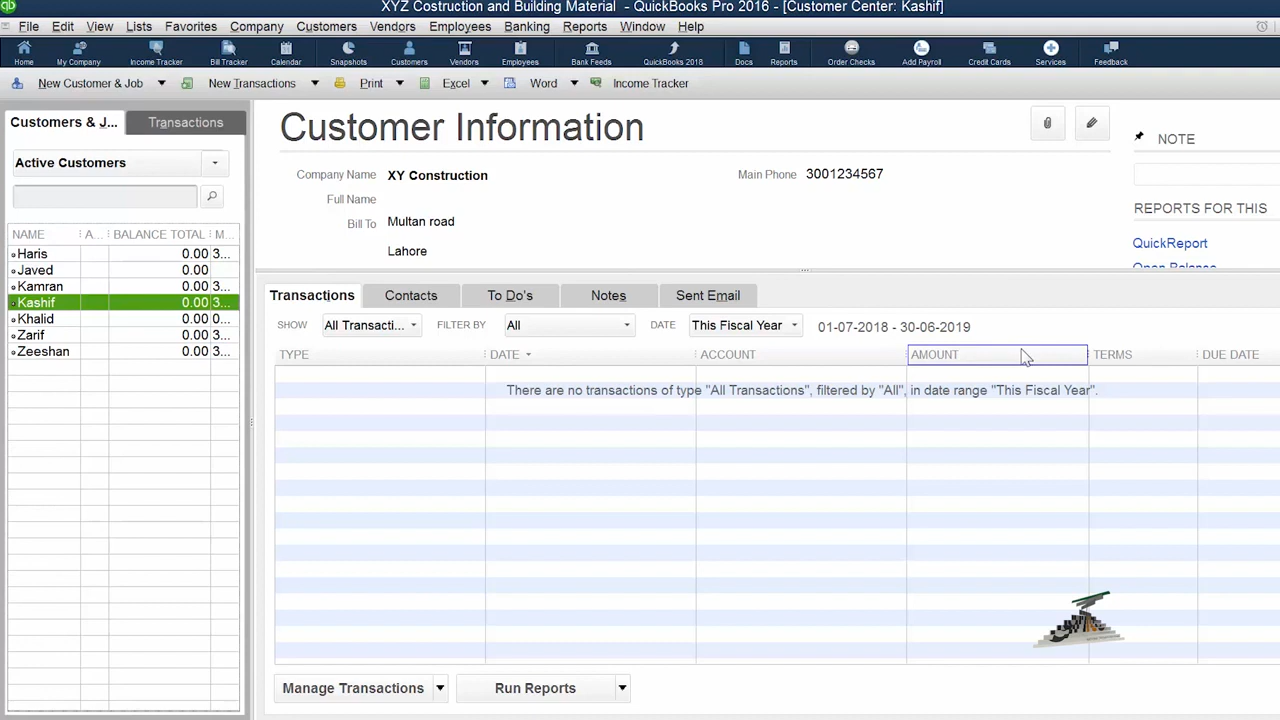 qb XYZ Costruction and Building Material - QuickBooks Pro 2016 - [Customer Center: Kashif]
File Edit View Lists Favorites Company Customers Vendors Employees Banking Reports Window Help
Home My Company Income Tracker Bill Tracker Calendar Snapshots Customers Vendors Employees Bank Feeds QuickBooks 2018 Docs Reports Order Checks Add Payroll Credit Cards Services Feedback
New Customer & Job New Transactions Print Excel Word Income Tracker
Customers & J... Transactions
Active Customers
NAME A... BALANCE TOTAL M...
Haris 0.00 3...
Javed 0.00
Kamran 0.00 3...
Kashif 0.00 3...
Khalid 0.00 0...
Zarif 0.00 3...
Zeeshan 0.00 3...
Customer Information
Company Name XY Construction Main Phone 3001234567
Full Name
Bill To Multan road
Lahore
NOTE
REPORTS FOR THIS
QuickReport
Open Balance
Transactions Contacts To Do's Notes Sent Email
SHOW All Transacti... FILTER BY All DATE This Fiscal Year 01-07-2018 - 30-06-2019
TYPE DATE ACCOUNT AMOUNT TERMS DUE DATE
There are no transactions of type "All Transactions", filtered by "All", in date range "This Fiscal Year".
Manage Transactions Run Reports